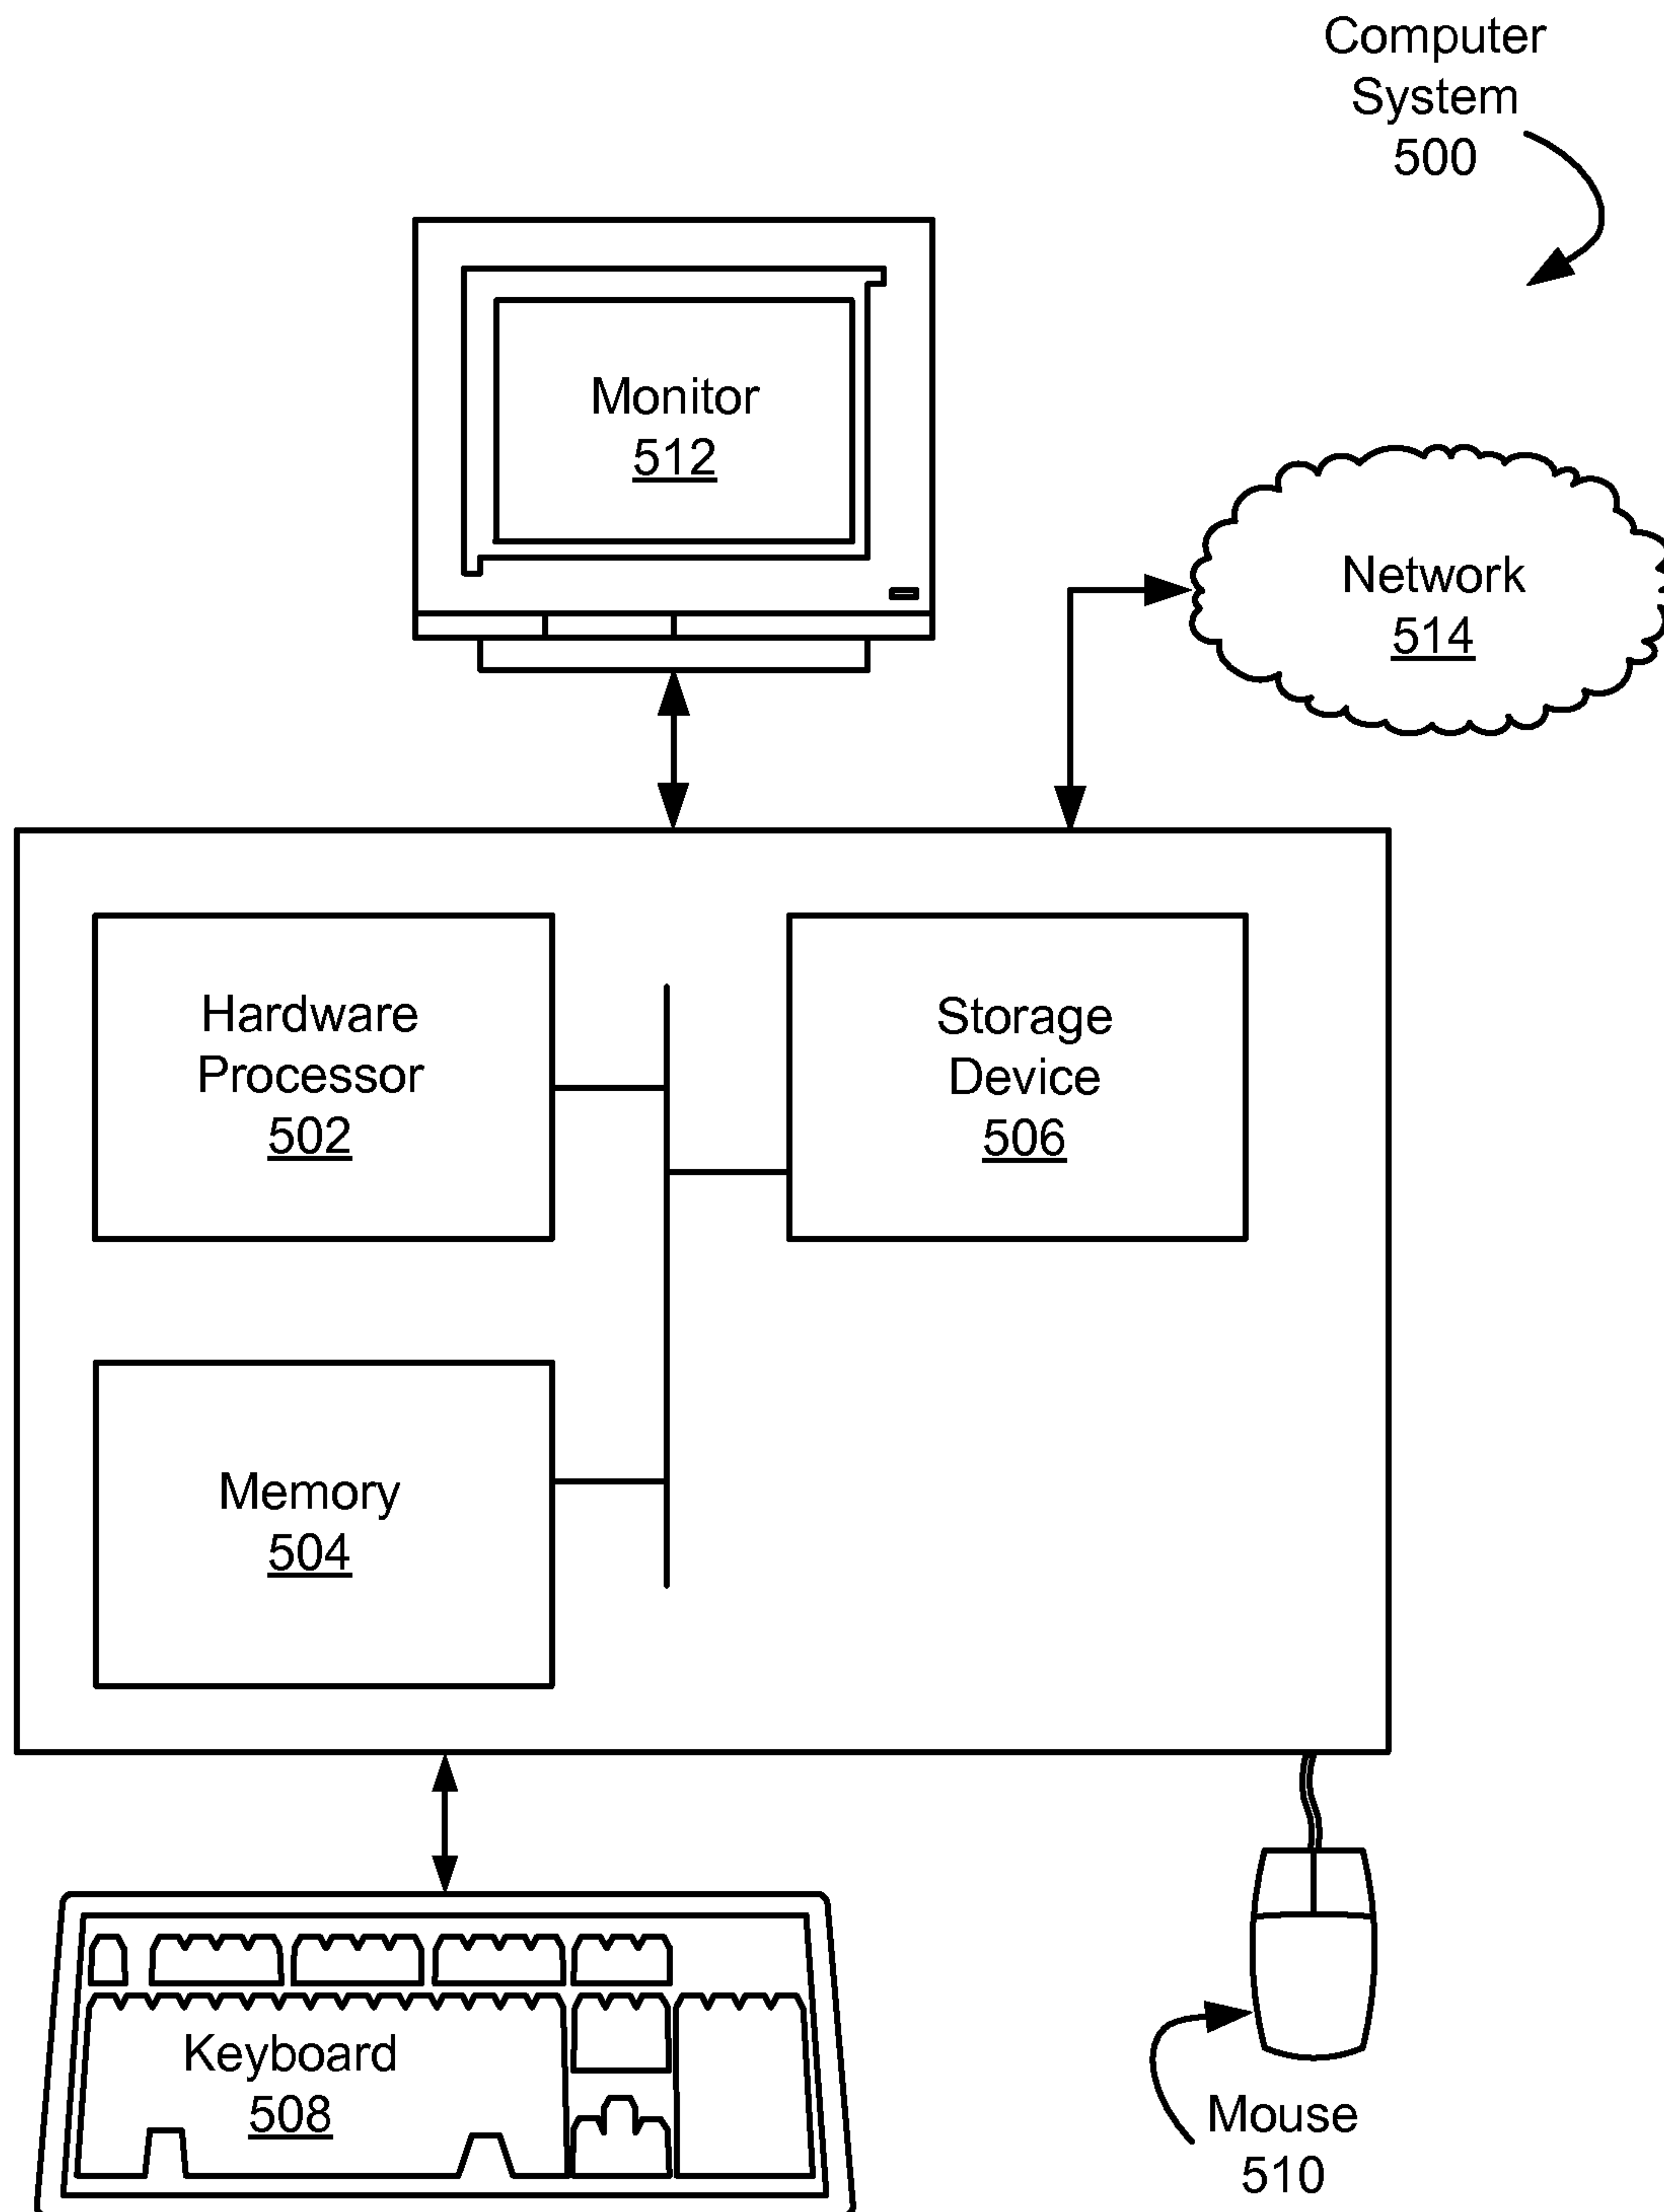 Computer
System
500
Monitor
512
Network
514
Hardware
Processor
502
Storage
Device
506
Memory
504
Keyboard
508
Mouse
510